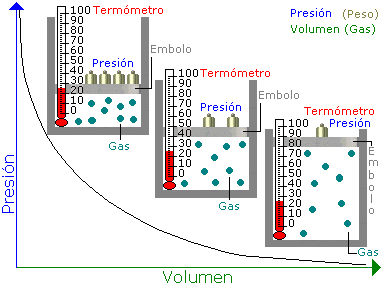 Presión (Peso)
Volumen (Gas)
100
90
80
70
60
50
40
30
20
10
0
Termómetro
Presión
Embolo
Gas
100
90
80
70
60
50
40
30
20
10
0
Termómetro
Presión
Embolo
Gas
100
90
80
70
60
50
40
30
20
10
0
Termómetro
Presión
Embolo
Gas
Presión
Volumen